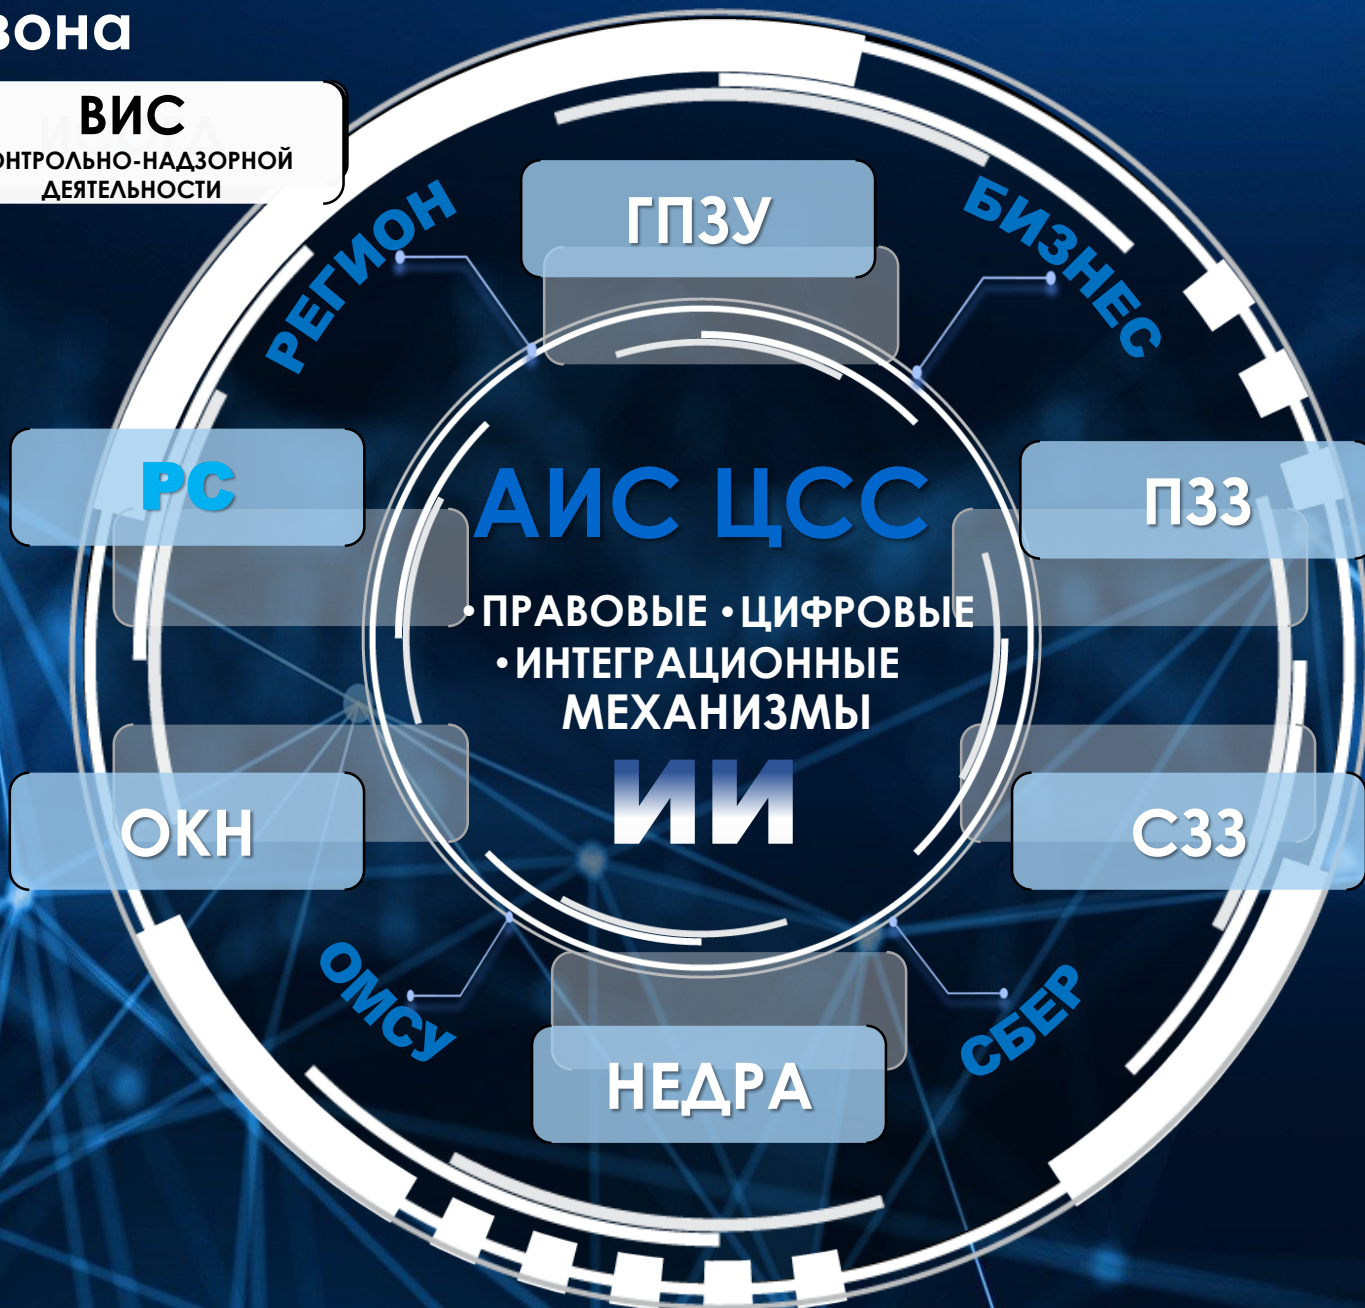 зона
ВИС
ОНТРОЛЬНО-НАДЗОРНОЙ
ДЕЯТЕЛЬНОСТИ
РЕГИОН
ГПЗУ
БИЗНЕС
РС
ПЗЗ
АИС ЦСС
•ПРАВОВЫЕ •ЦИФРОВЫЕ
•ИНТЕГРАЦИОННЫЕ
МЕХАНИЗМЫ
ИИ
ОКН
СЗЗ
ОМСУ
СБЕР
НЕДРА